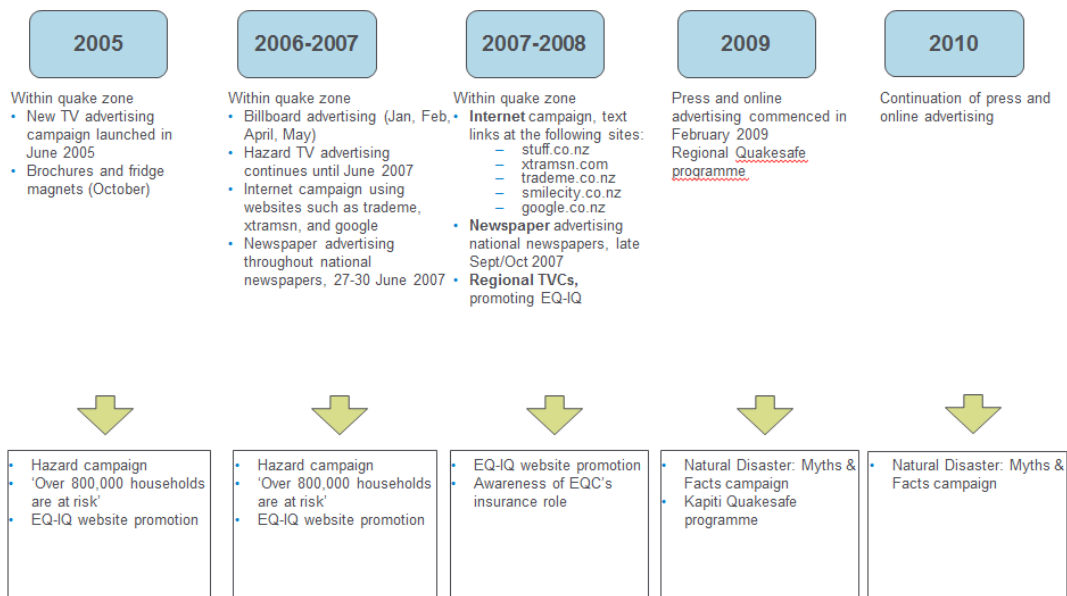 2005
Within quake zone
• New TV advertising
campaign launched in
June 2005
• Brochures and fridge
magnets (October)
2006-2007
Within quake zone
• Billboard advertising (Jan, Feb,
April, May)
• Hazard TV advertising
continues until June 2007
• Internet campaign using
websites such as trademe,
xtramsn, and google
• Newspaper advertising
throughout national
newspapers, 27-30 June 2007
2007-2008
Within quake zone
• Internet campaign, text
links at the following sites:
– stuff.co.nz
– xtramsn.com
– trademe.co.nz
– smilecity.co.nz
– google.co.nz
• Newspaper advertising
national newspapers, late
Sept/Oct 2007
• Regional TVCs,
promoting EQ-IQ
2009
Press and online
advertising commenced in
February 2009
Regional Quakesafe
programme
2010
Continuation of press and
online advertising
• Hazard campaign
• ‘Over 800,000 households
are at risk’
• EQ-IQ website promotion
• Hazard campaign
• ‘Over 800,000 households
are at risk’
• EQ-IQ website promotion
• EQ-IQ website promotion
• Awareness of EQC’s
insurance role
• Natural Disaster: Myths &
Facts campaign
• Kapiti Quakesafe
programme
• Natural Disaster: Myths &
Facts campaign